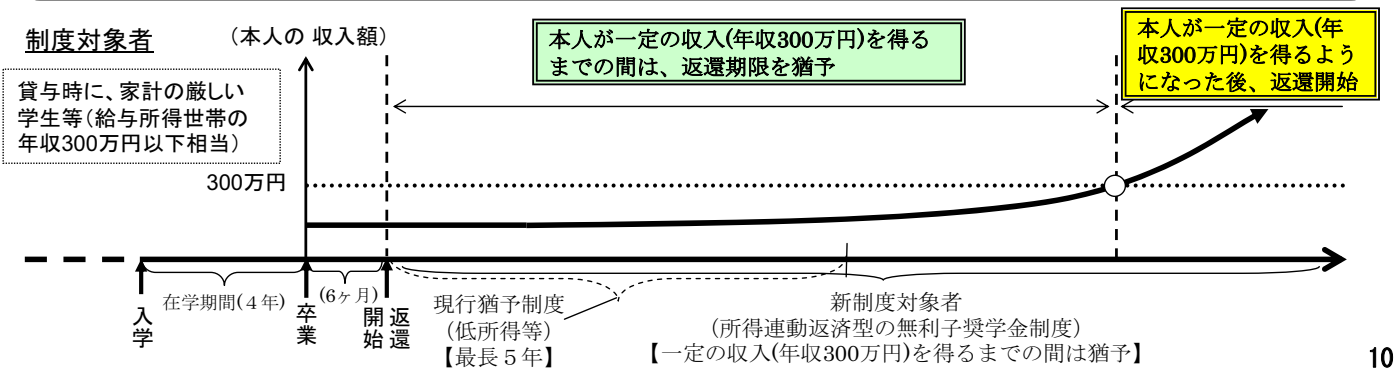 制度対象者
(本人の 収入額)
貸与時に、家計の厳しい
学生等(給与所得世帯の
年収300万円以下相当)
本人が一定の収入(年収300万円)を得る
までの間は、返還期限を猶予
本人が一定の収入(年
収300万円)を得るよう
になった後、返還開始
300万円
入学
在学期間(4年)
卒業
(6ヶ月)
返還
開始
現行猶予制度
(低所得等)
【最長5年】
新制度対象者
(所得連動返済型の無利子奨学金制度)
【一定の収入(年収300万円)を得るまでの間は猶予】
10